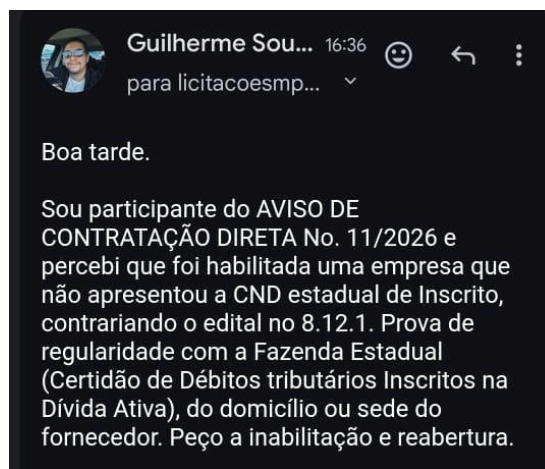 Guilherme Sou... 16:36
para licitacoesmp...
Boa tarde.
Sou participante do AVISO DE
CONTRATAÇÃO DIRETA No. 11/2026 e
percebi que foi habilitada uma empresa que
não apresentou a CND estadual de Inscrito,
contrariando o edital no 8.12.1. Prova de
regularidade com a Fazenda Estadual
(Certidão de Débitos tributários Inscritos na
Dívida Ativa), do domicílio ou sede do
fornecedor. Peço a inabilitação e reabertura.